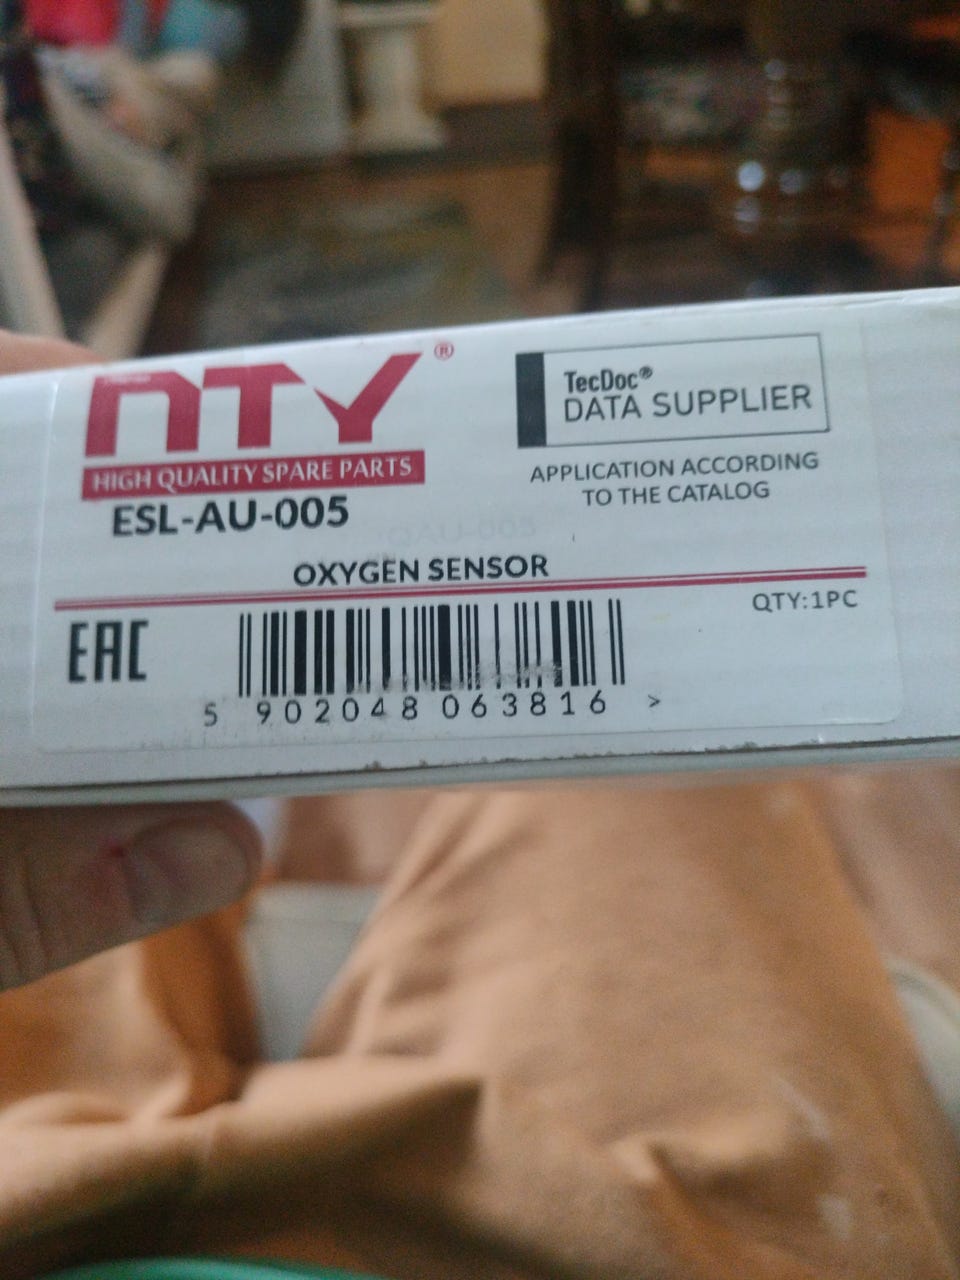 NTY®
HIGH QUALITY SPARE PARTS
ESL-AU-005
TecDoc®
DATA SUPPLIER
APPLICATION ACCORDING
TO THE CATALOG
OXYGEN SENSOR
QTY:1PC
EAC
5 902048 063816 >